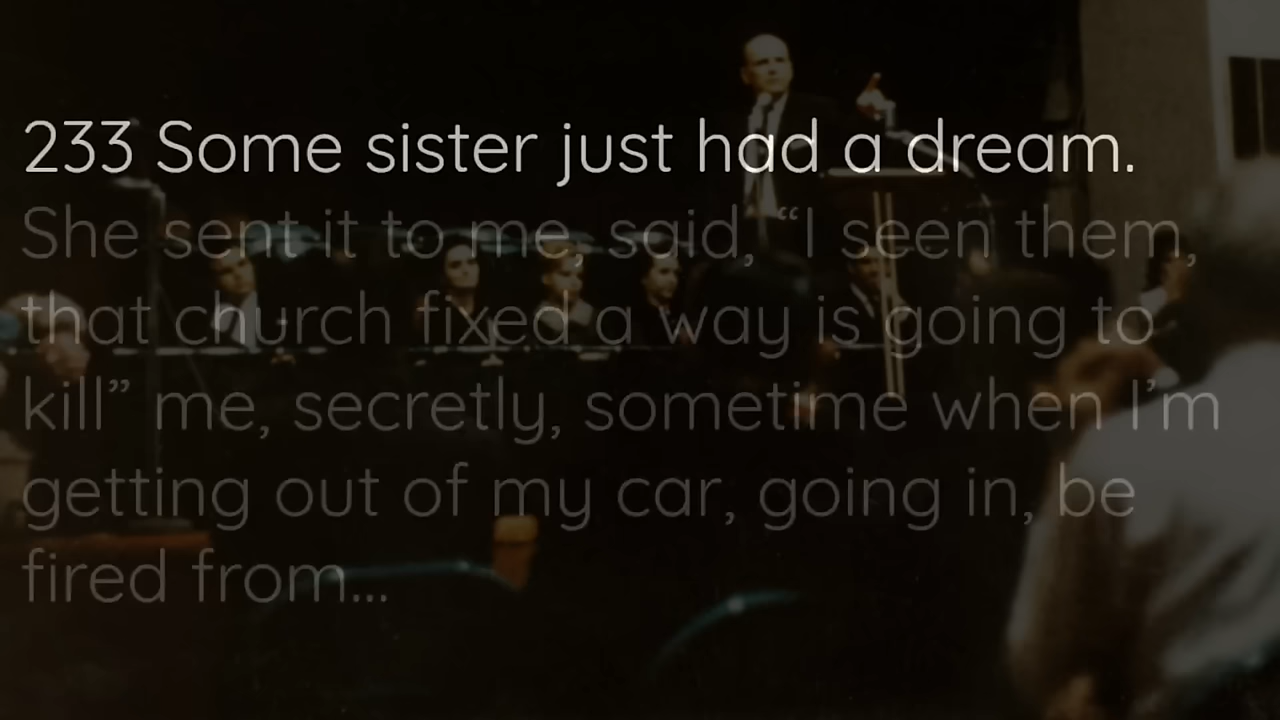 233 Some sister just had a dream.
She sent it to me, said, “I seen them,
that church fixed a way is going to
kill” me, secretly, sometime when I’m
getting out of my car, going in, be
fired from...